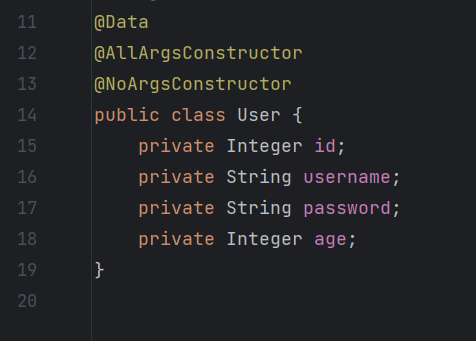 11 @Data
12 @AllArgsConstructor
13 @NoArgsConstructor
14 public class User {
15     private Integer id;
16     private String username;
17     private String password;
18     private Integer age;
19 }
20